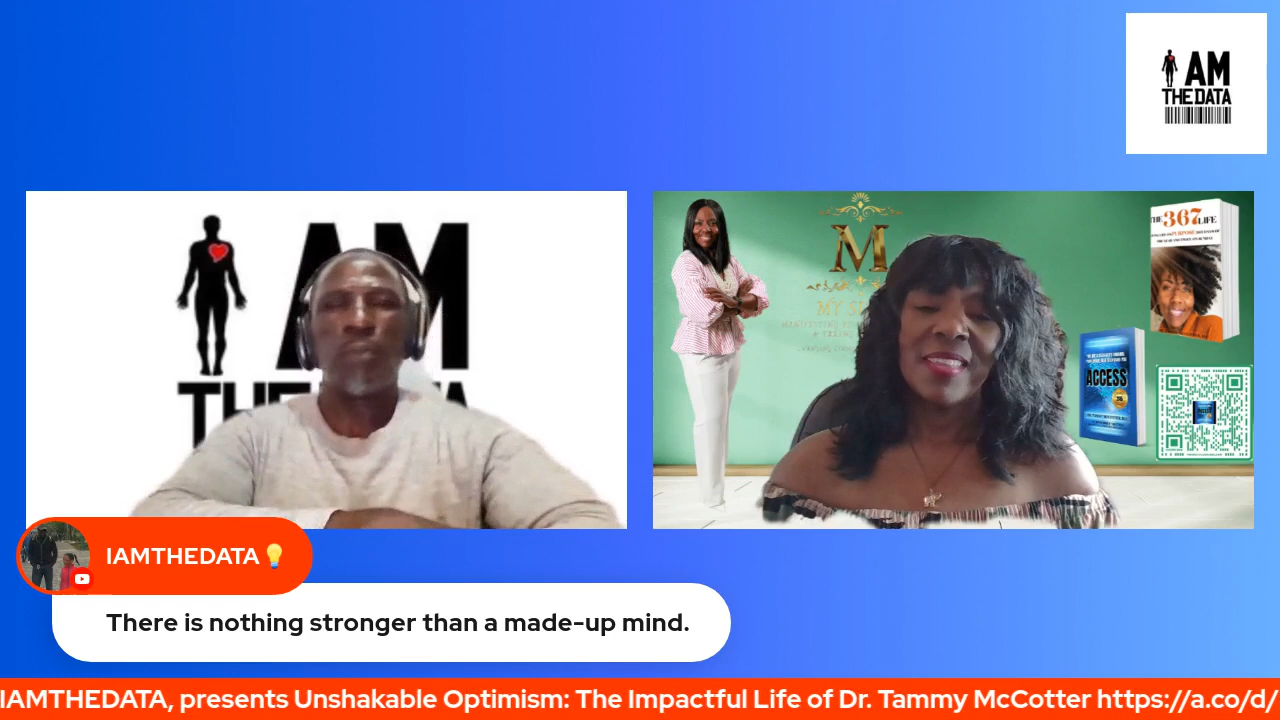 I AM
THE DATA
AM
M
THE 367 LIFE
ACCESS
IAMTHEDATA💡
There is nothing stronger than a made-up mind.
IAMTHEDATA, presents Unshakable Optimism: The Impactful Life of Dr. Tammy McCotter https://a.co/d/